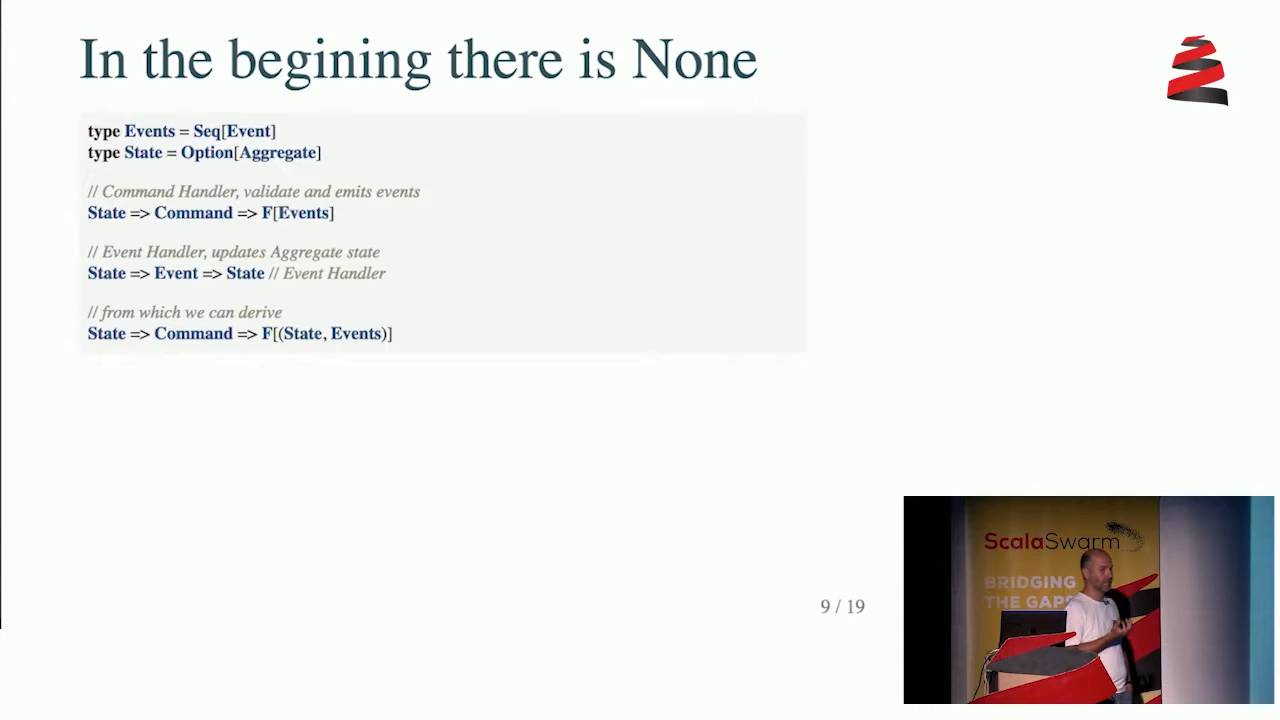 In the begining there is None
type Events = Seq[Event]
type State = Option[Aggregate]
// Command Handler, validate and emits events
State => Command => F[Events]
// Event Handler, updates Aggregate state
State => Event => State // Event Handler
// from which we can derive
State => Command => F[(State, Events)]
9 / 19
ScalaSwarm
BRIDGING
THE GAPS